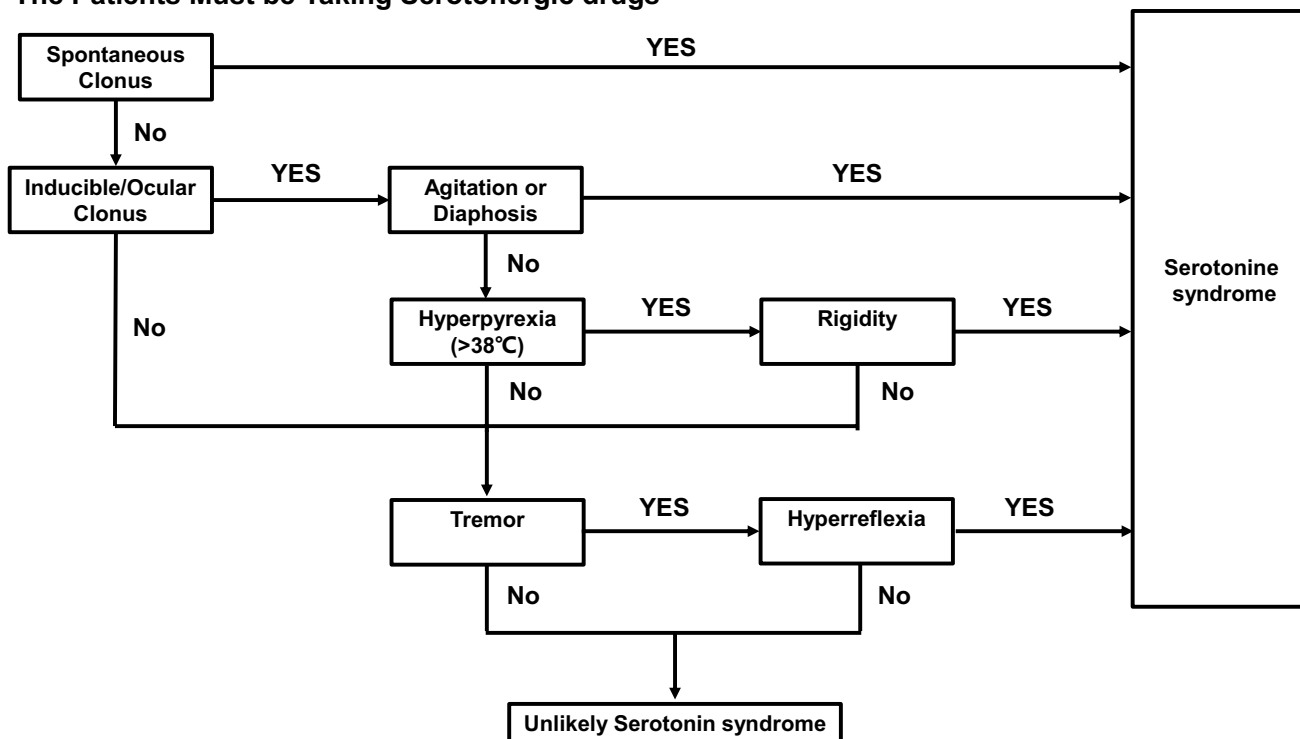 The Patients Must be Taking Serotonergic drugs
Spontaneous
Clonus
YES
No
Inducible/Ocular
Clonus
YES
Agitation or
Diaphosis
YES
No
No
Hyperpyrexia
(>38℃)
YES
Rigidity
YES
No
No
Serotonine
syndrome
Tremor
YES
Hyperreflexia
YES
No
No
Unlikely Serotonin syndrome